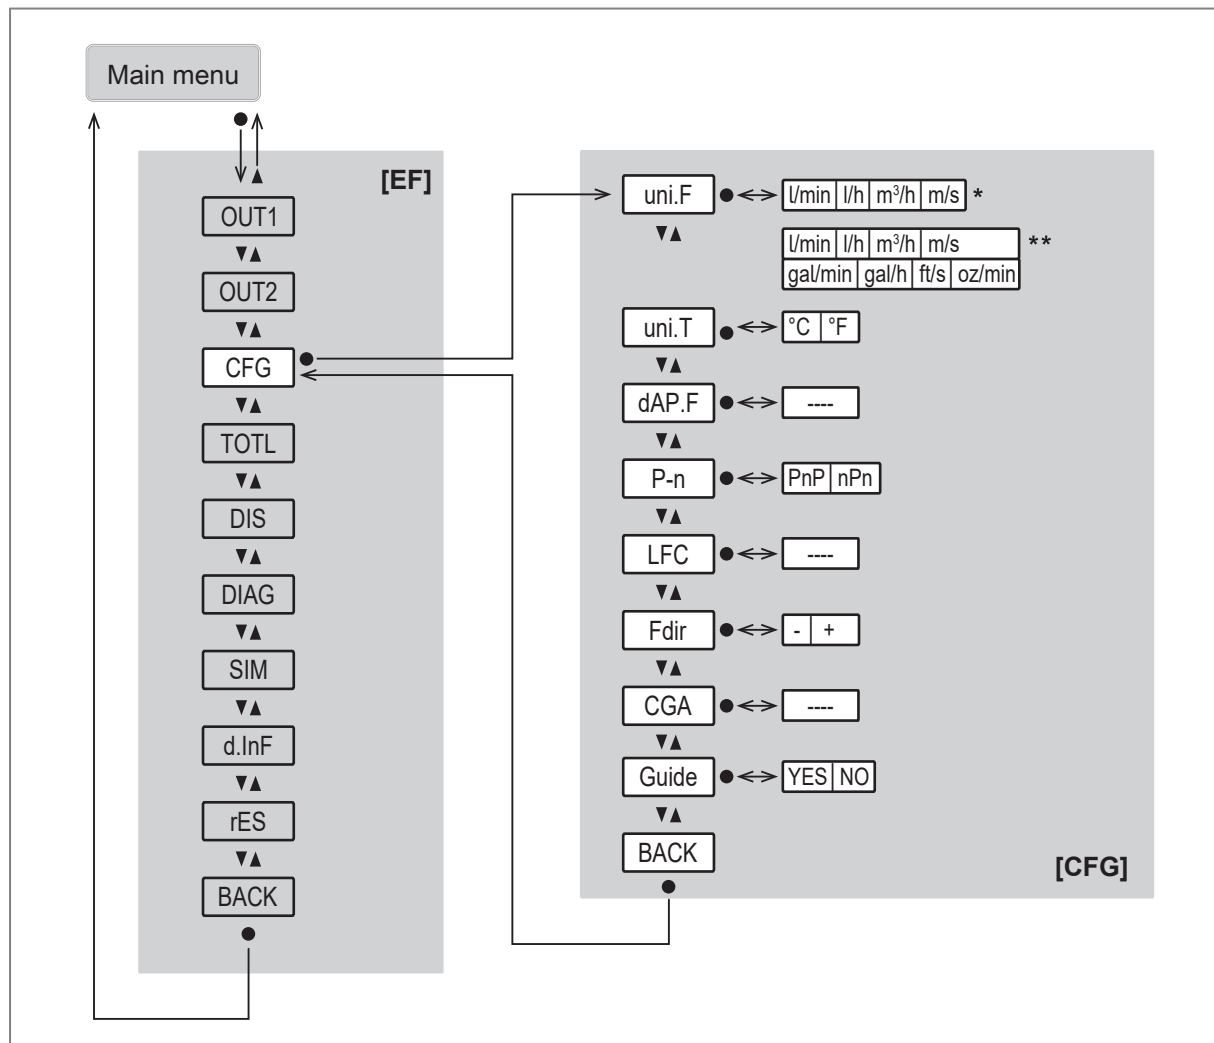 Main menu
[EF]
OUT1
OUT2
CFG
TOTL
DIS
DIAG
SIM
d.InF
rES
BACK
uni.F l/min l/h m³/h m/s *
l/min l/h m³/h m/s **
gal/min gal/h ft/s oz/min
uni.T °C °F
dAP.F ----
P-n PnP nPn
LFC ----
Fdir - +
CGA ----
Guide YES NO
BACK
[CFG]